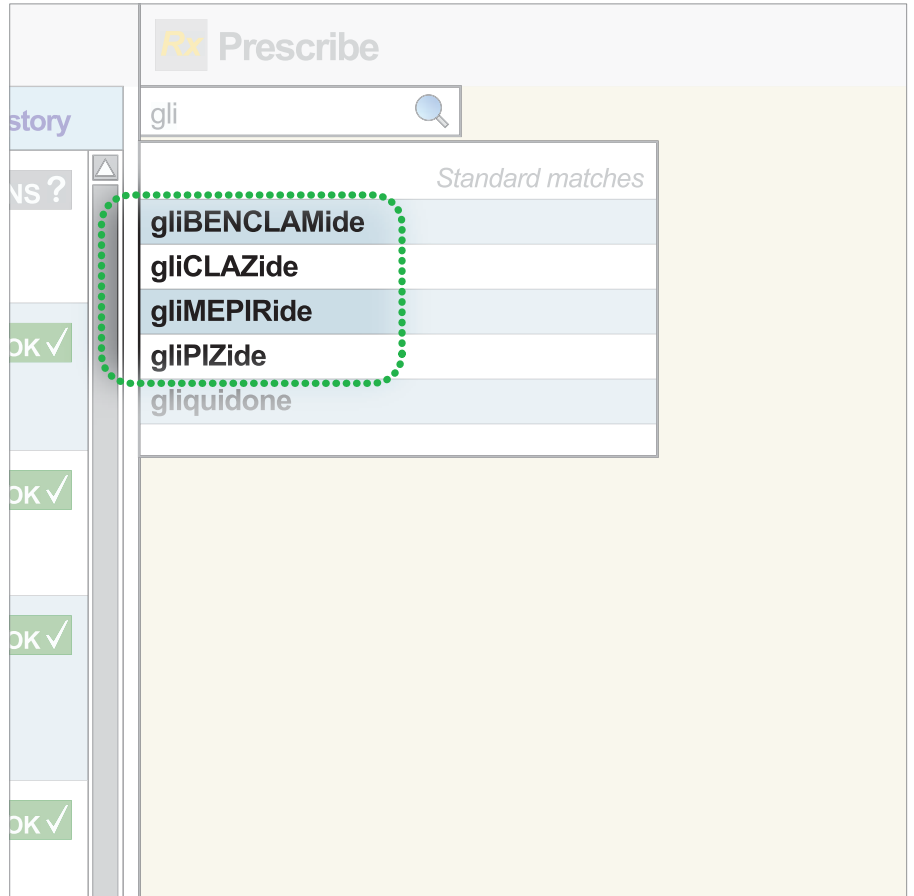 Rx Prescribe
story
gli
Standard matches
NS ?
gliBENCLAMide
gliCLAZide
gliMEPIRide
gliPIZide
gliquidone
OK ✓
OK ✓
OK ✓
OK ✓